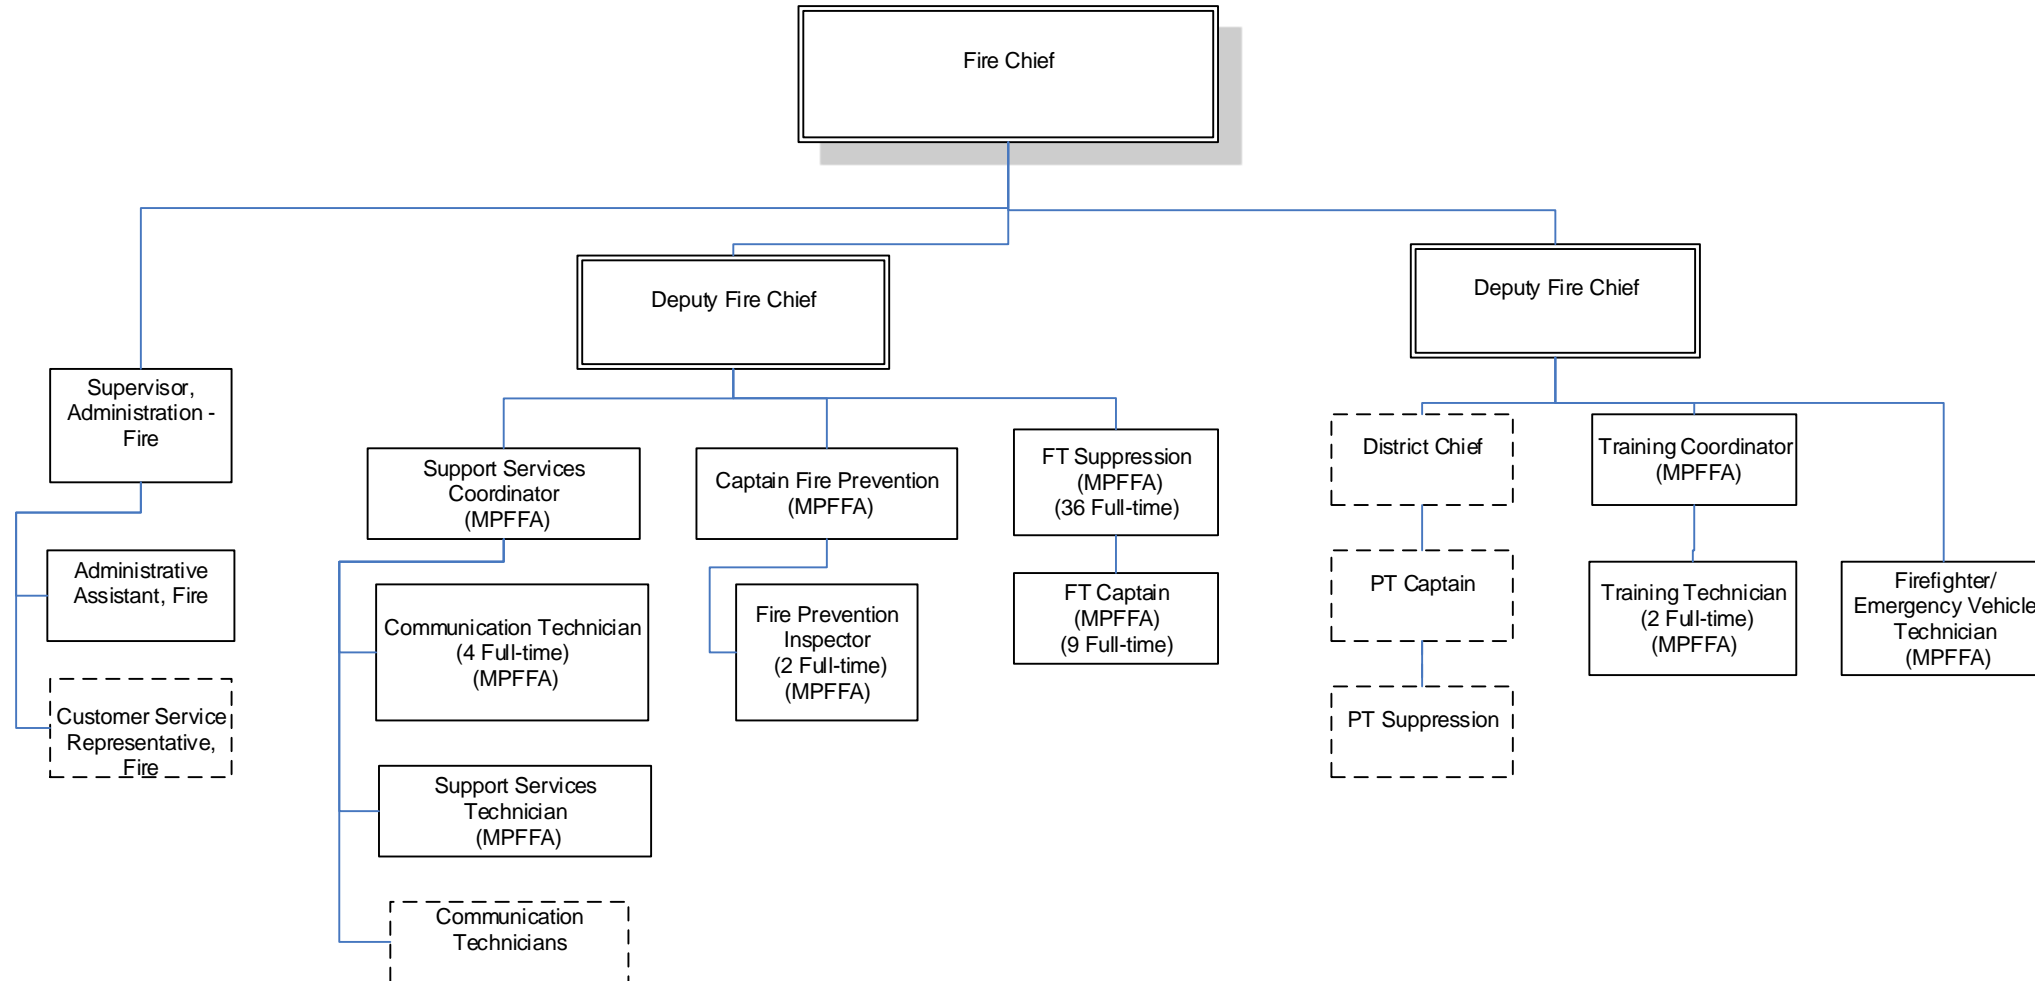 Fire Chief
Deputy Fire Chief
Deputy Fire Chief
Supervisor,
Administration -
Fire
Administrative
Assistant, Fire
Customer Service
Representative,
Fire
Support Services
Coordinator
(MPFFA)
Communication Technician
(4 Full-time)
(MPFFA)
Support Services
Technician
(MPFFA)
Communication
Technicians
Captain Fire Prevention
(MPFFA)
Fire Prevention
Inspector
(2 Full-time)
(MPFFA)
FT Suppression
(MPFFA)
(36 Full-time)
FT Captain
(MPFFA)
(9 Full-time)
District Chief
PT Captain
PT Suppression
Training Coordinator
(MPFFA)
Training Technician
(2 Full-time)
(MPFFA)
Firefighter/
Emergency Vehicle
Technician
(MPFFA)